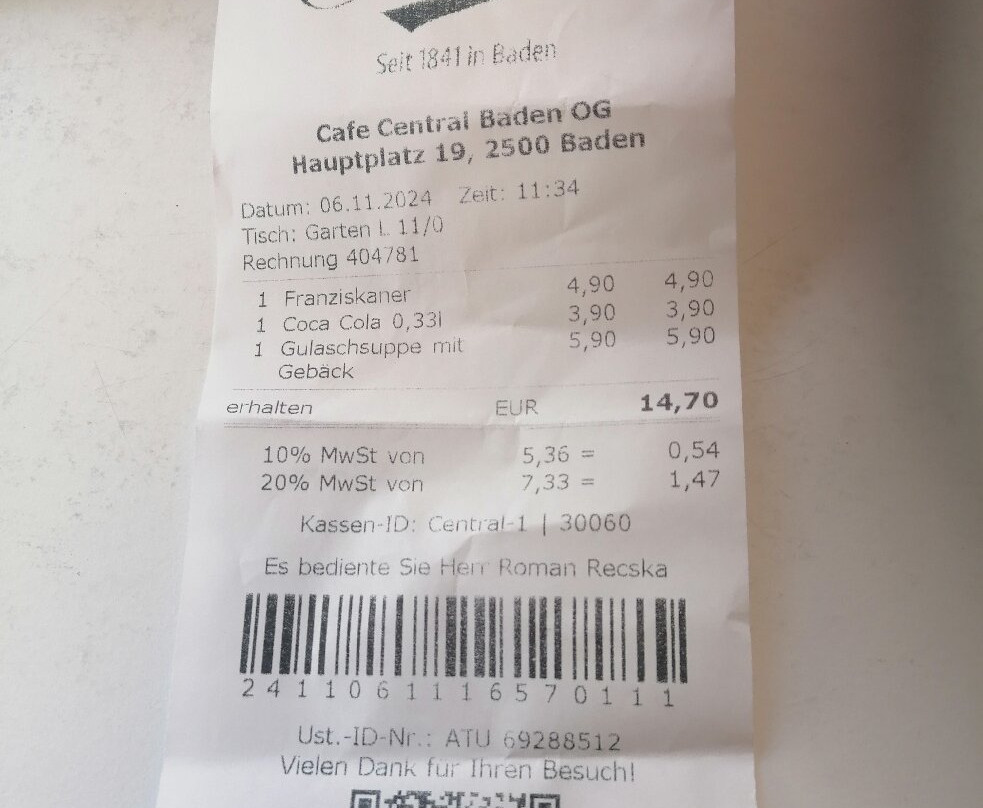 Seit 1841 in Baden
Cafe Central Baden OG
Hauptplatz 19, 2500 Baden
Datum: 06.11.2024 Zeit: 11:34
Tisch: Garten L 11/0
Rechnung 404781
1 Franziskaner 4,90 4,90
1 Coca Cola 0,33l 3,90 3,90
1 Gulaschsuppe mit 5,90 5,90
Gebäck
erhalten EUR 14,70
10% MwSt von 5,36 = 0,54
20% MwSt von 7,33 = 1,47
Kassen-ID: Central-1 | 30060
Es bediente Sie Herr Roman Recska
2411061116570111
Ust.-ID-Nr.: ATU 69288512
Vielen Dank für Ihren Besuch!